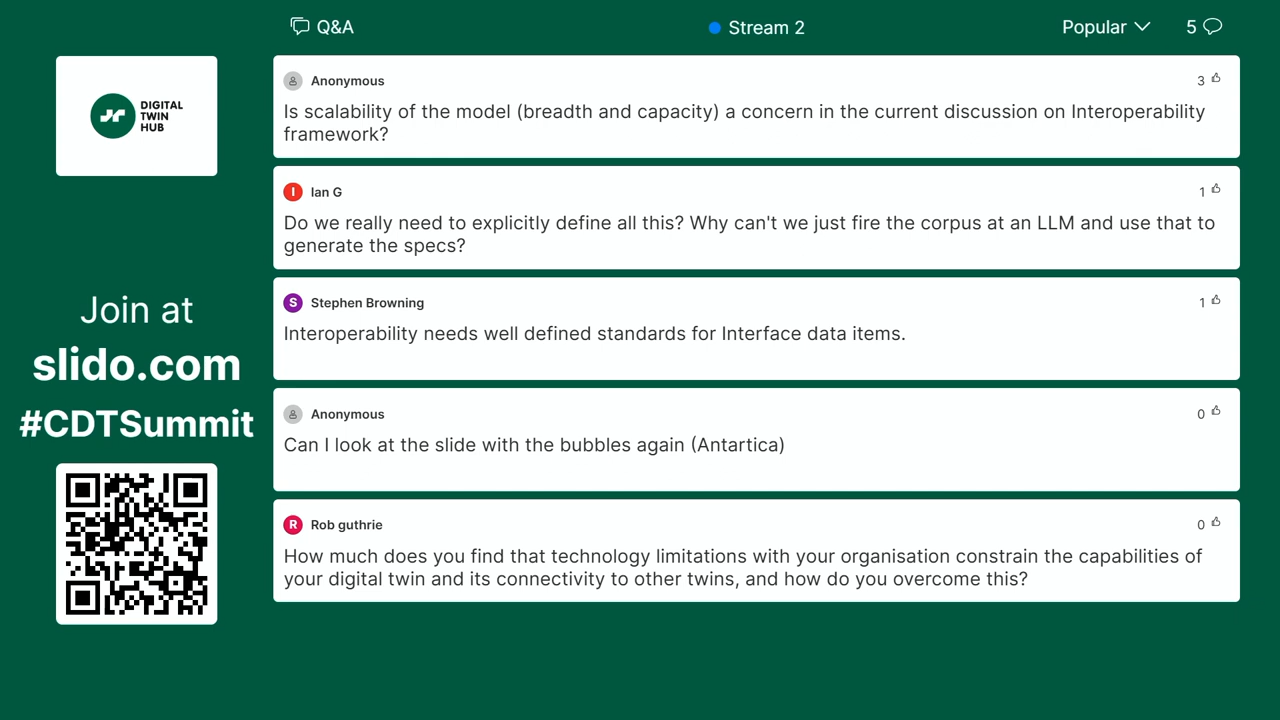 Q&A
Stream 2
Popular
5
DIGITAL
TWIN
HUB
Join at
slido.com
#CDTSummit
Anonymous
3
Is scalability of the model (breadth and capacity) a concern in the current discussion on Interoperability
framework?
I
Ian G
1
Do we really need to explicitly define all this? Why can't we just fire the corpus at an LLM and use that to
generate the specs?
S
Stephen Browning
1
Interoperability needs well defined standards for Interface data items.
Anonymous
0
Can I look at the slide with the bubbles again (Antartica)
R
Rob guthrie
0
How much does you find that technology limitations with your organisation constrain the capabilities of
your digital twin and its connectivity to other twins, and how do you overcome this?